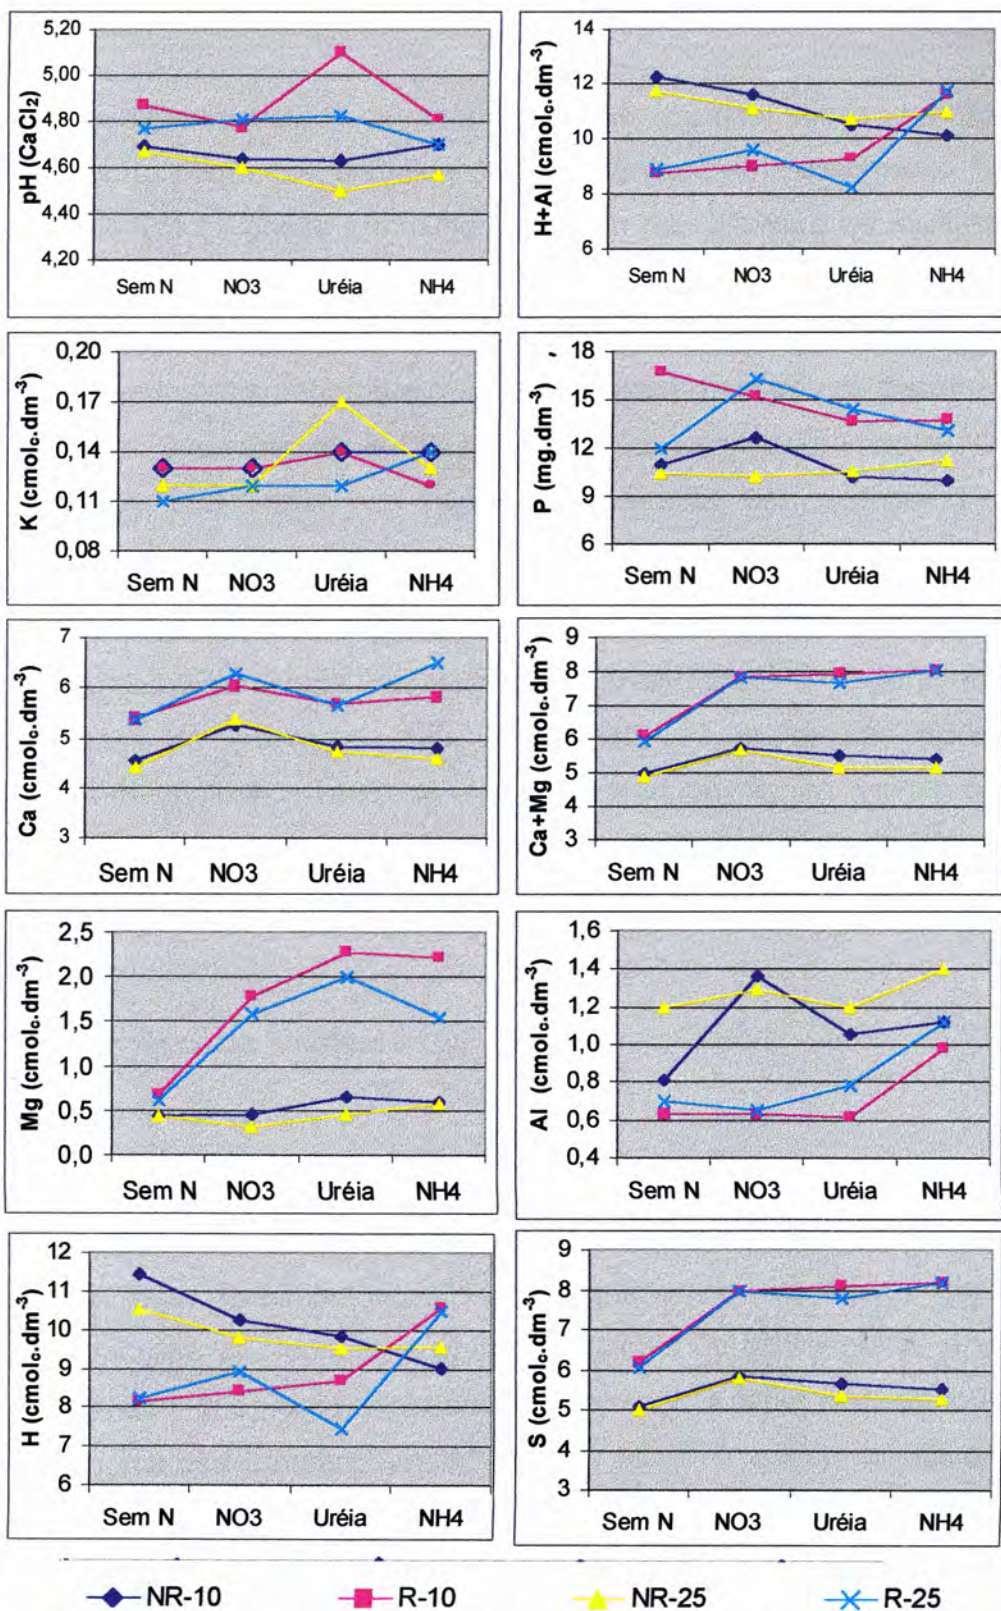 pH (CaCl₂)
5,20
5,00
4,80
4,60
4,40
4,20
Sem N NO3 Uréia NH4
H+Al (cmolc.dm⁻³)
14
12
10
8
6
Sem N NO3 Uréia NH4
K (cmolc.dm⁻³)
0,20
0,17
0,14
0,11
0,08
Sem N NO3 Uréia NH4
P (mg.dm⁻³)
18
15
12
9
6
Sem N NO3 Uréia NH4
Ca (cmolc.dm⁻³)
7
6
5
4
3
Sem N NO3 Uréia NH4
Ca+Mg (cmolc.dm⁻³)
9
8
7
6
5
4
3
Sem N NO3 Uréia NH4
Mg (cmolc.dm⁻³)
2,5
2,0
1,5
1,0
0,5
0,0
Sem N NO3 Uréia NH4
Al (cmolc.dm⁻³)
1,6
1,4
1,2
1,0
0,8
0,6
0,4
Sem N NO3 Uréia NH4
H (cmolc.dm⁻³)
12
11
10
9
8
7
6
Sem N NO3 Uréia NH4
S (cmolc.dm⁻³)
9
8
7
6
5
4
3
Sem N NO3 Uréia NH4
NR-10 R-10 NR-25 R-25